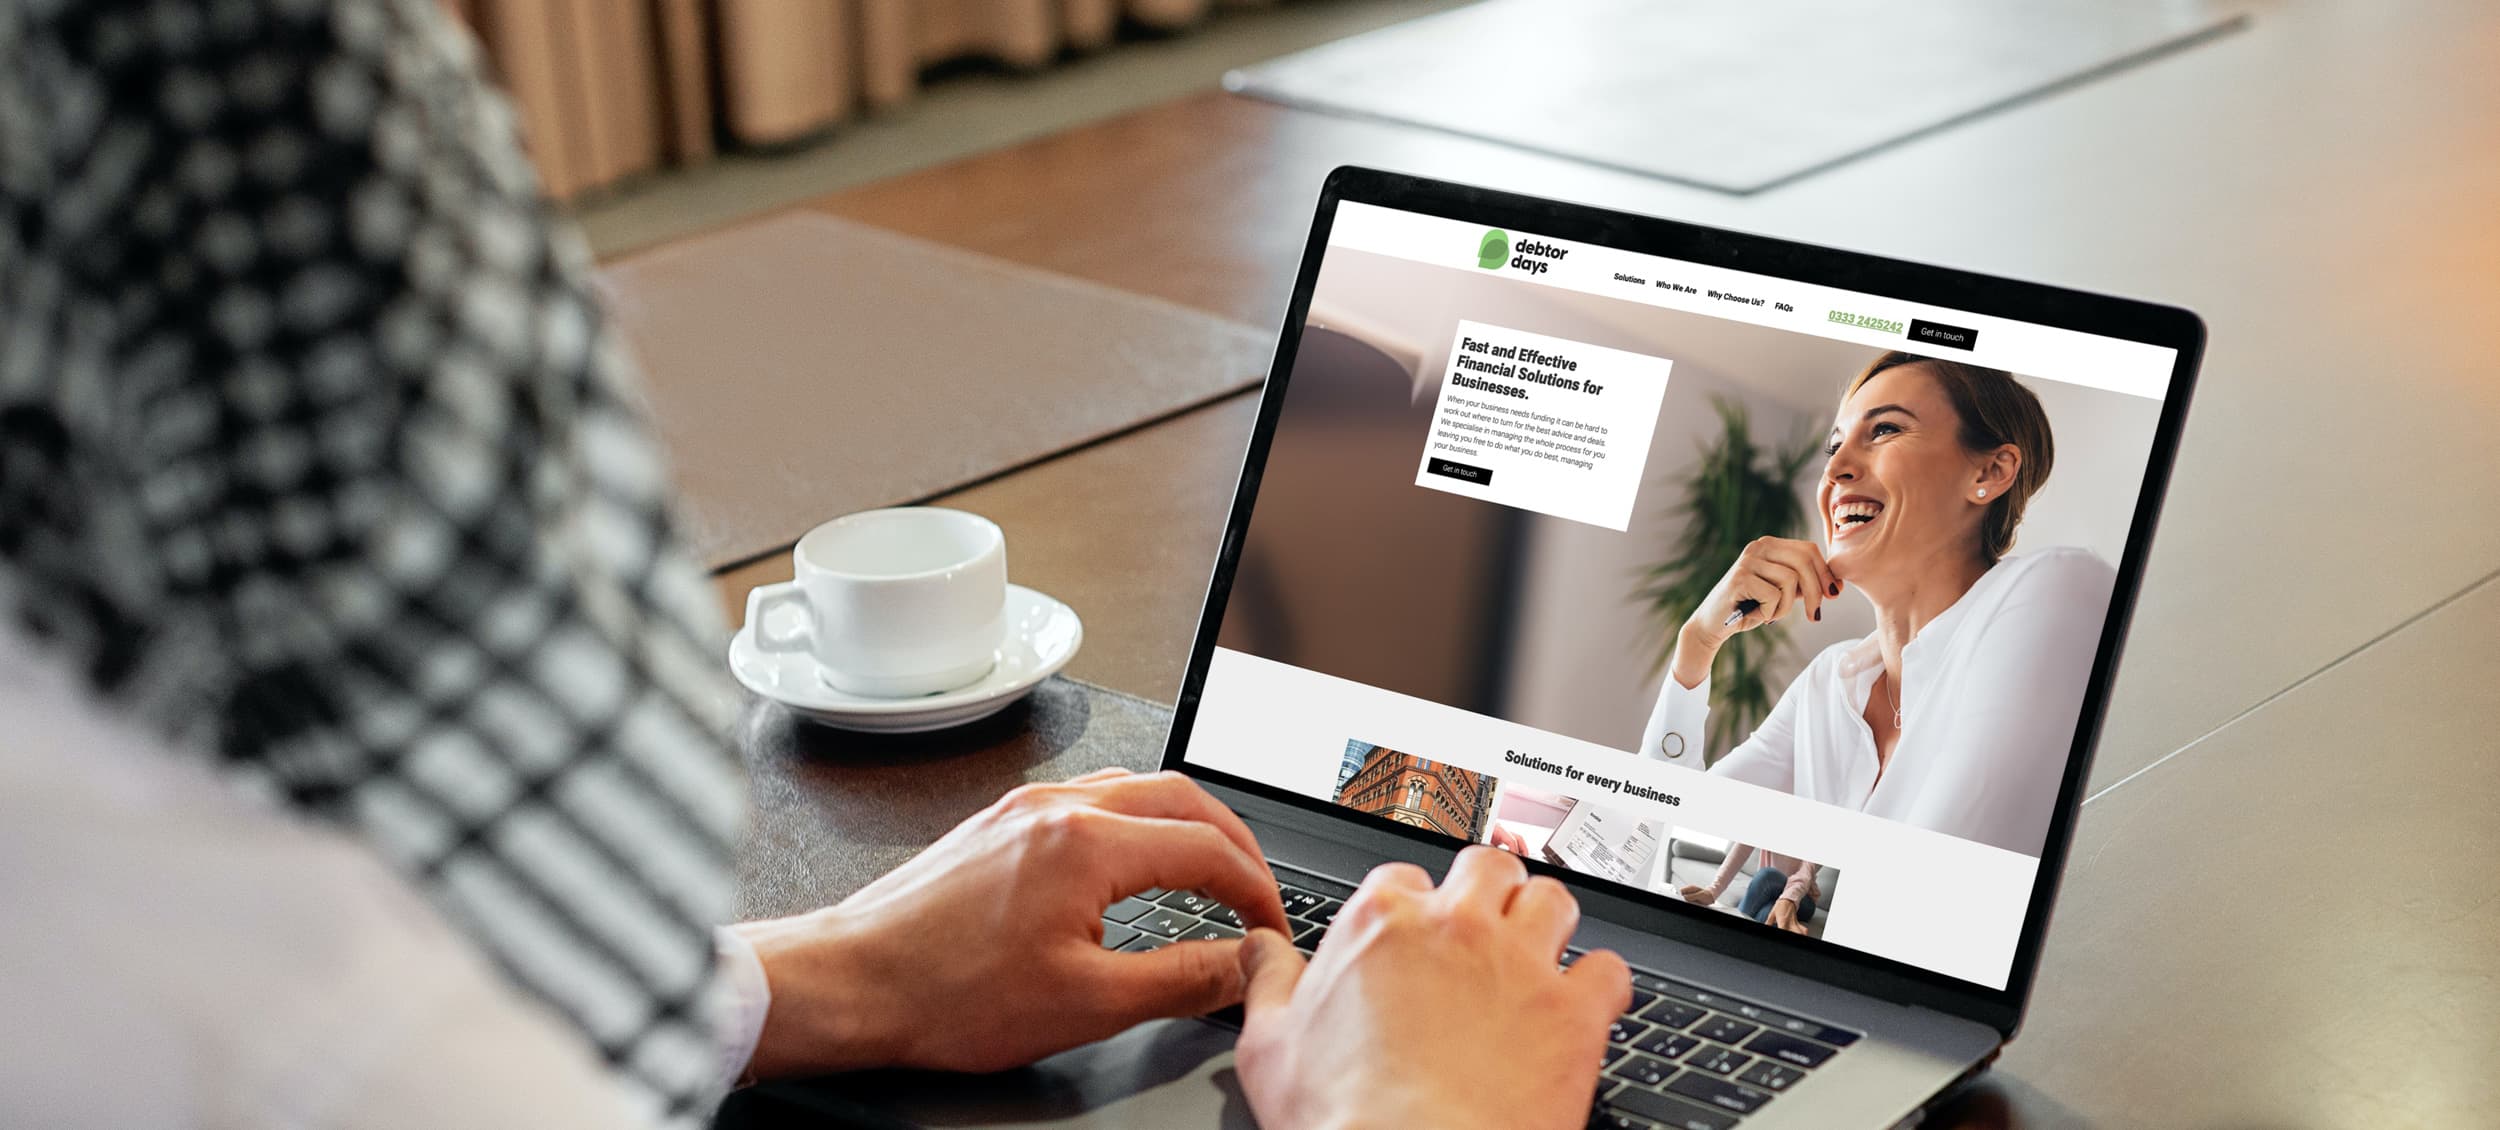 debtor
days
Solutions Who We Are Why Choose Us? FAQs
0333 2425242
Get in touch
Fast and Effective
Financial Solutions for
Businesses.
When your business needs funding it can be hard to
work out where to turn for the best advice and deals.
We specialise in managing the whole process for you
leaving you free to do what you do best, managing
your business.
Get in touch
Solutions for every business
Q
A
S